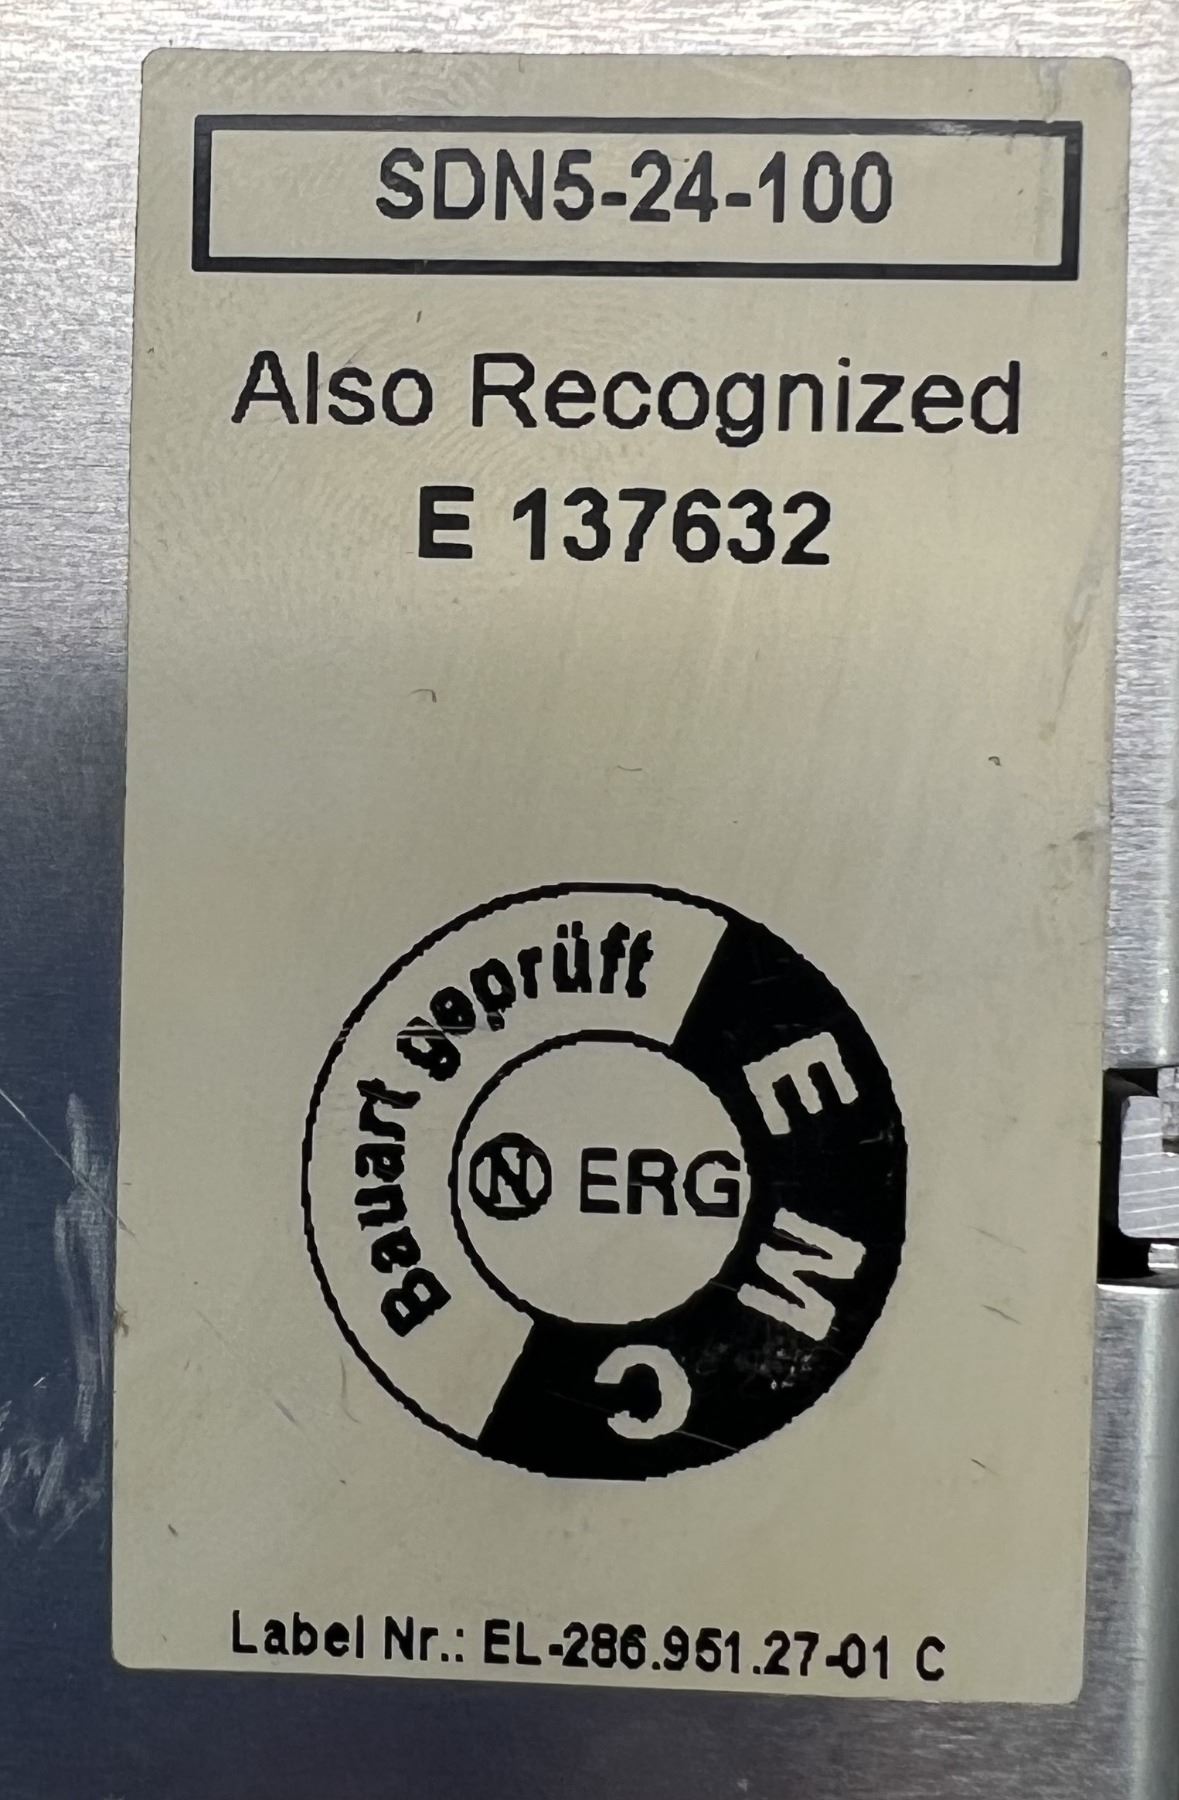 SDN5-24-100
Also Recognized
E 137632
Bauart geprüft
EMC
N ERG
Label Nr.: EL-286.951.27-01 C